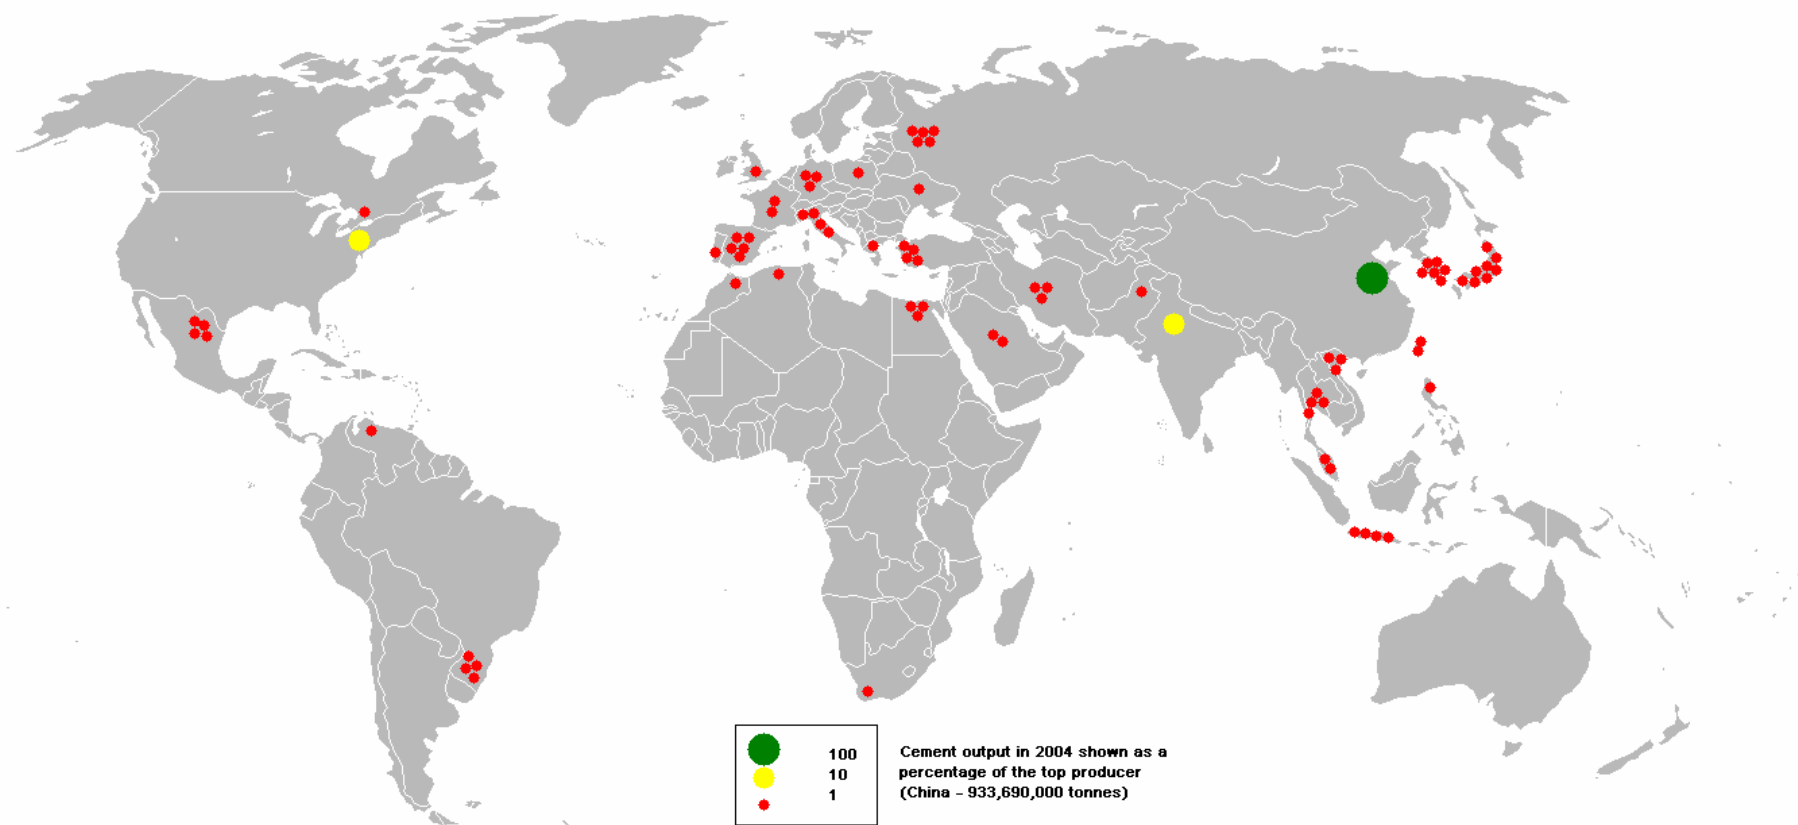 100
10
1
Cement output in 2004 shown as a
percentage of the top producer
(China - 933,690,000 tonnes)